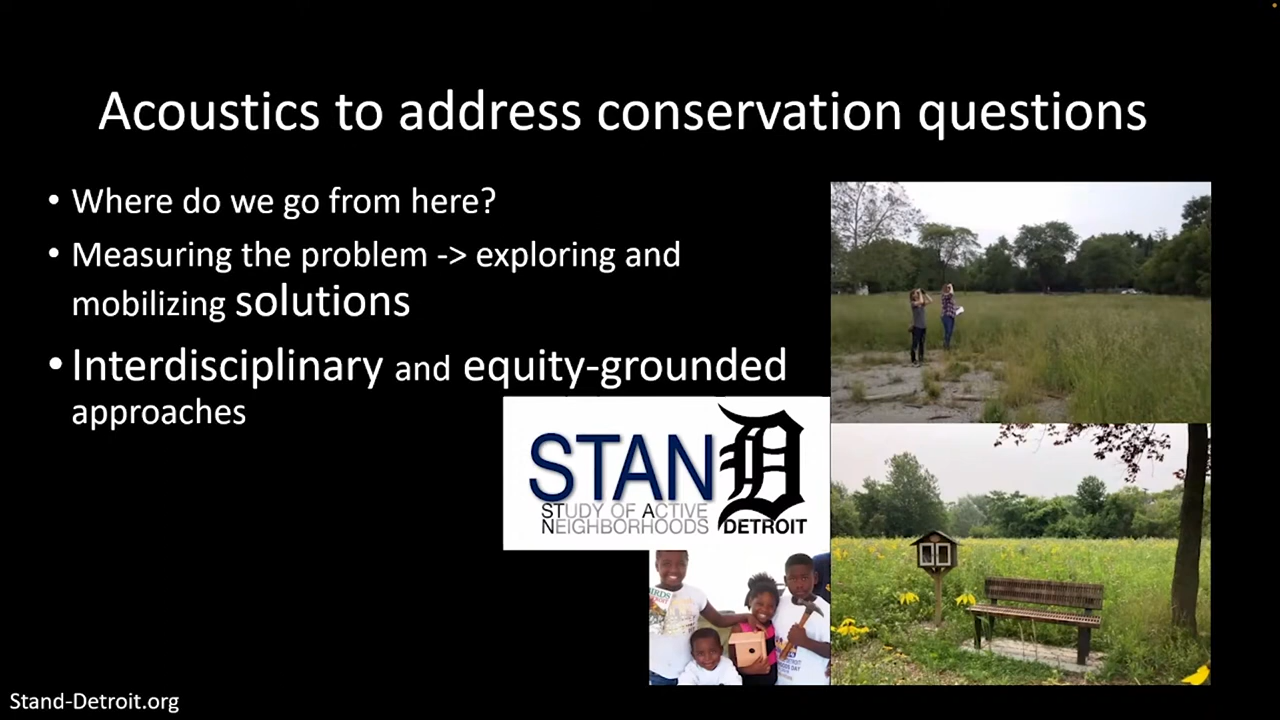 Acoustics to address conservation questions
• Where do we go from here?
• Measuring the problem -> exploring and
mobilizing solutions
• Interdisciplinary and equity-grounded
approaches
STAND
STUDY OF ACTIVE
NEIGHBORHOODS DETROIT
Stand-Detroit.org